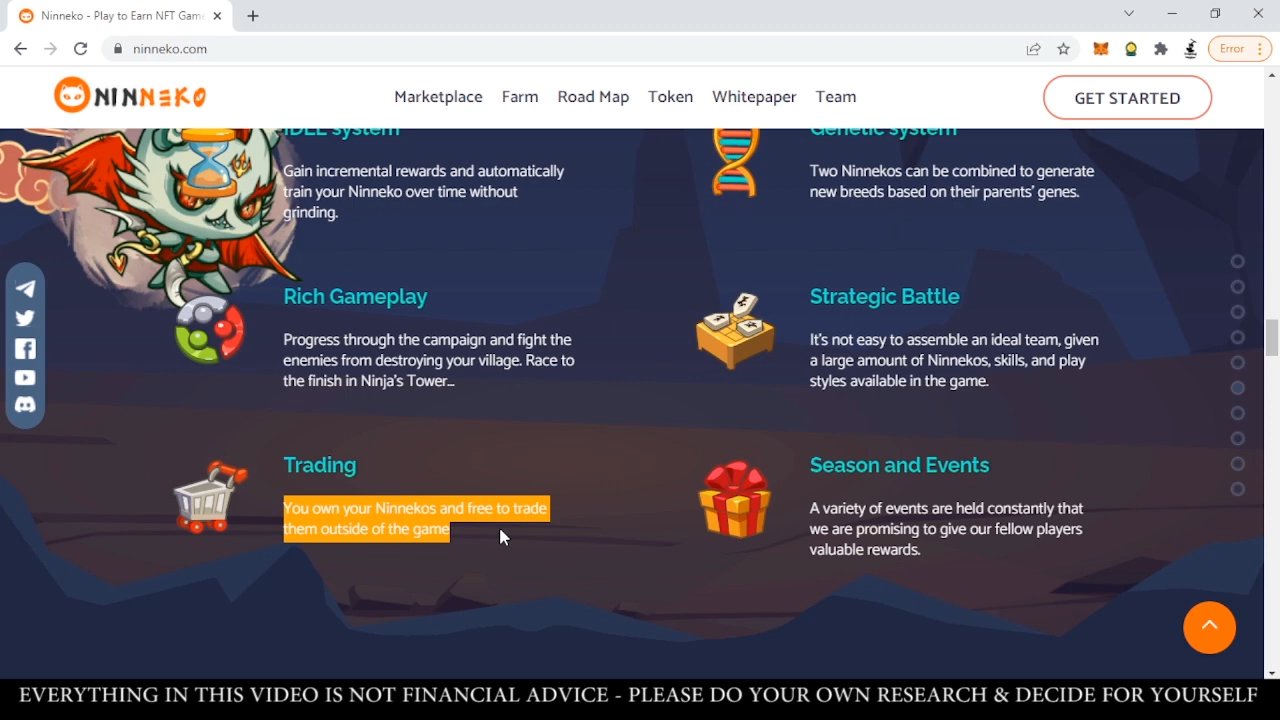 Ninneko - Play to Earn NFT Gam
ninneko.com
Error
NINNEKO
Marketplace Farm Road Map Token Whitepaper Team
GET STARTED
IDLE system
Gain incremental rewards and automatically
train your Ninneko over time without
grinding.
Genetic system
Two Ninnekos can be combined to generate
new breeds based on their parents' genes.
Rich Gameplay
Progress through the campaign and fight the
enemies from destroying your village. Race to
the finish in Ninja's Tower...
Strategic Battle
It's not easy to assemble an ideal team, given
a large amount of Ninnekos, skills, and play
styles available in the game.
Trading
You own your Ninnekos and free to trade
them outside of the game
Season and Events
A variety of events are held constantly that
we are promising to give our fellow players
valuable rewards.
EVERYTHING IN THIS VIDEO IS NOT FINANCIAL ADVICE - PLEASE DO YOUR OWN RESEARCH & DECIDE FOR YOURSELF